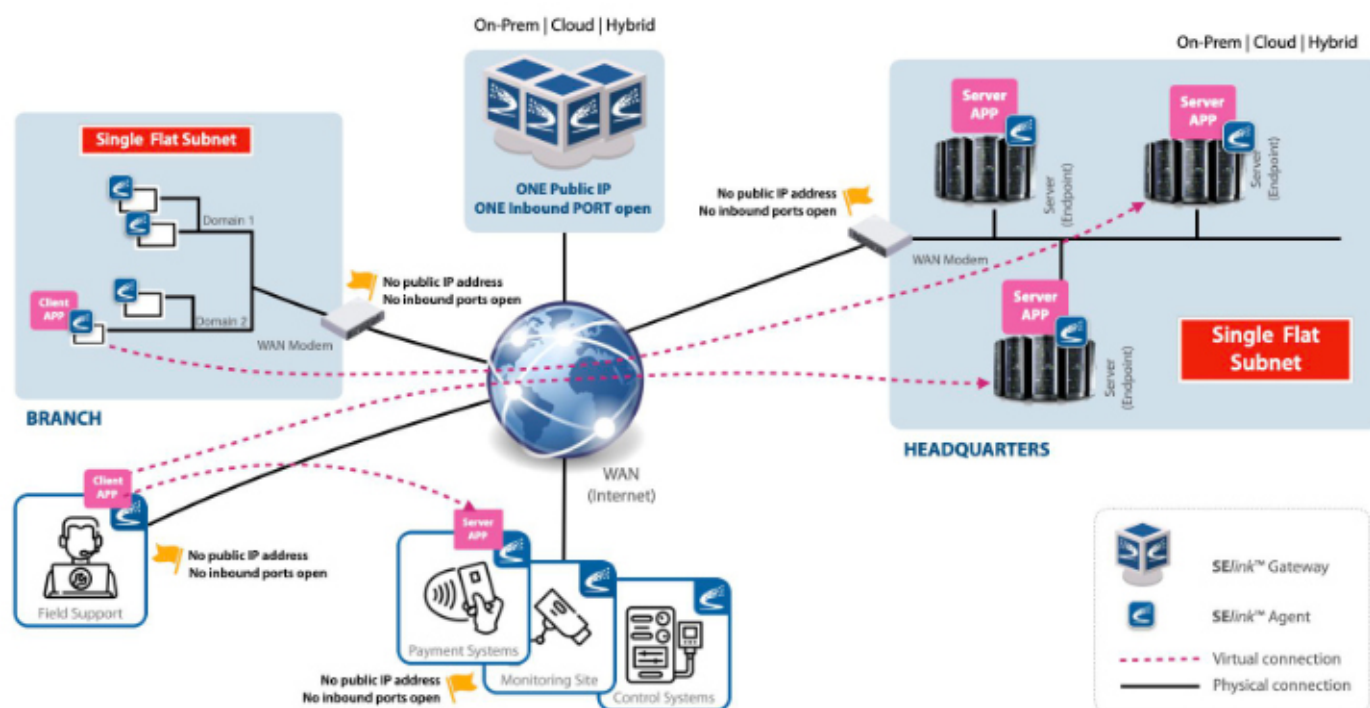 On-Prem | Cloud | Hybrid
ONE Public IP
ONE Inbound PORT open
On-Prem | Cloud | Hybrid
Single Flat Subnet
Domain 1
Domain 2
Client
APP
WAN Modem
No public IP address
No inbound ports open
BRANCH
No public IP address
No inbound ports open
WAN Modem
Server
APP
Server
(Endpoint)
Server
APP
Server
(Endpoint)
Server
APP
Server
(Endpoint)
Single Flat
Subnet
HEADQUARTERS
WAN
(Internet)
Client
APP
Field Support
No public IP address
No inbound ports open
Server
APP
Payment Systems
Monitoring Site
Control Systems
No public IP address
No inbound ports open
SElink™ Gateway
SElink™ Agent
Virtual connection
Physical connection